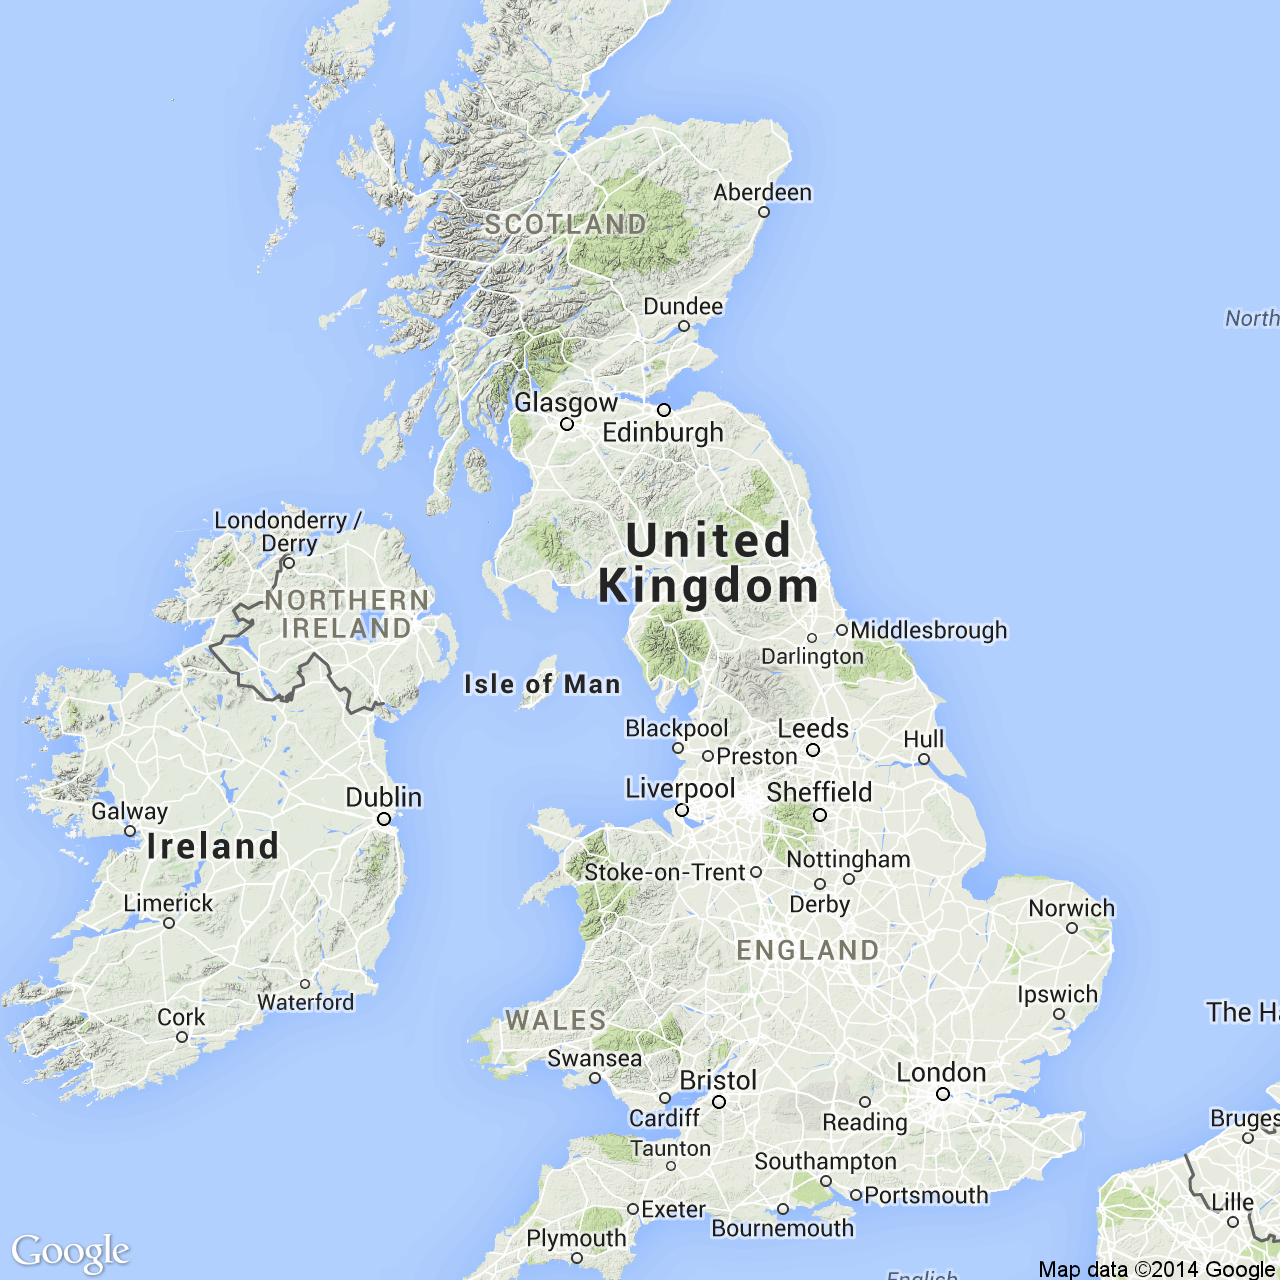 Aberdeen
SCOTLAND
Dundee
North
Glasgow
Edinburgh
Londonderry /
Derry
United
Kingdom
NORTHERN
IRELAND
Middlesbrough
Darlington
Isle of Man
Blackpool
Leeds
Preston
Hull
Liverpool
Sheffield
Dublin
Galway
Ireland
Stoke-on-Trent
Nottingham
Derby
Limerick
Norwich
ENGLAND
Ipswich
Waterford
Cork
WALES
The Ha
Swansea
Bristol
London
Cardiff
Reading
Bruges
Taunton
Southampton
Portsmouth
Lille
Exeter
Bournemouth
Plymouth
Google
English
Map data ©2014 Google